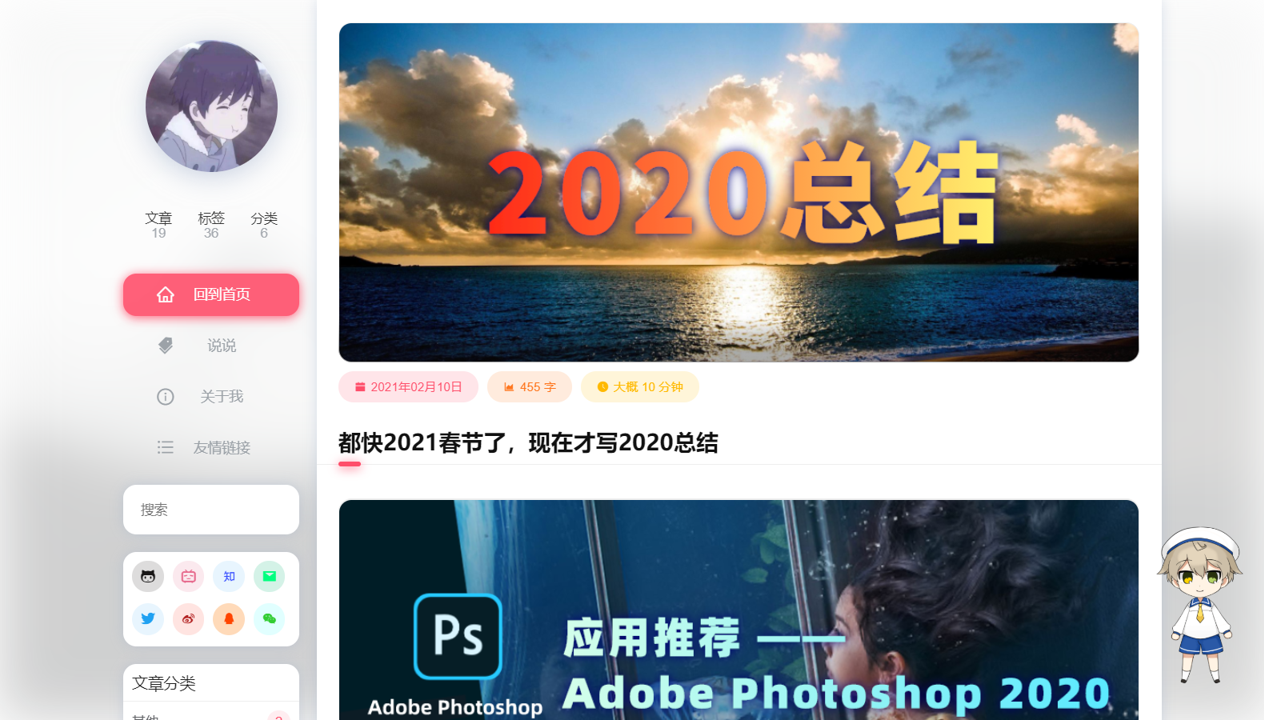 文章 标签 分类
19 36 6
回到首页
说说
关于我
友情链接
搜索
知
文章分类
其他 2
2020总结
2021年02月10日 455 字 大概 10 分钟
都快2021春节了，现在才写2020总结
Ps
Adobe Photoshop
应用推荐 ——
Adobe Photoshop 2020